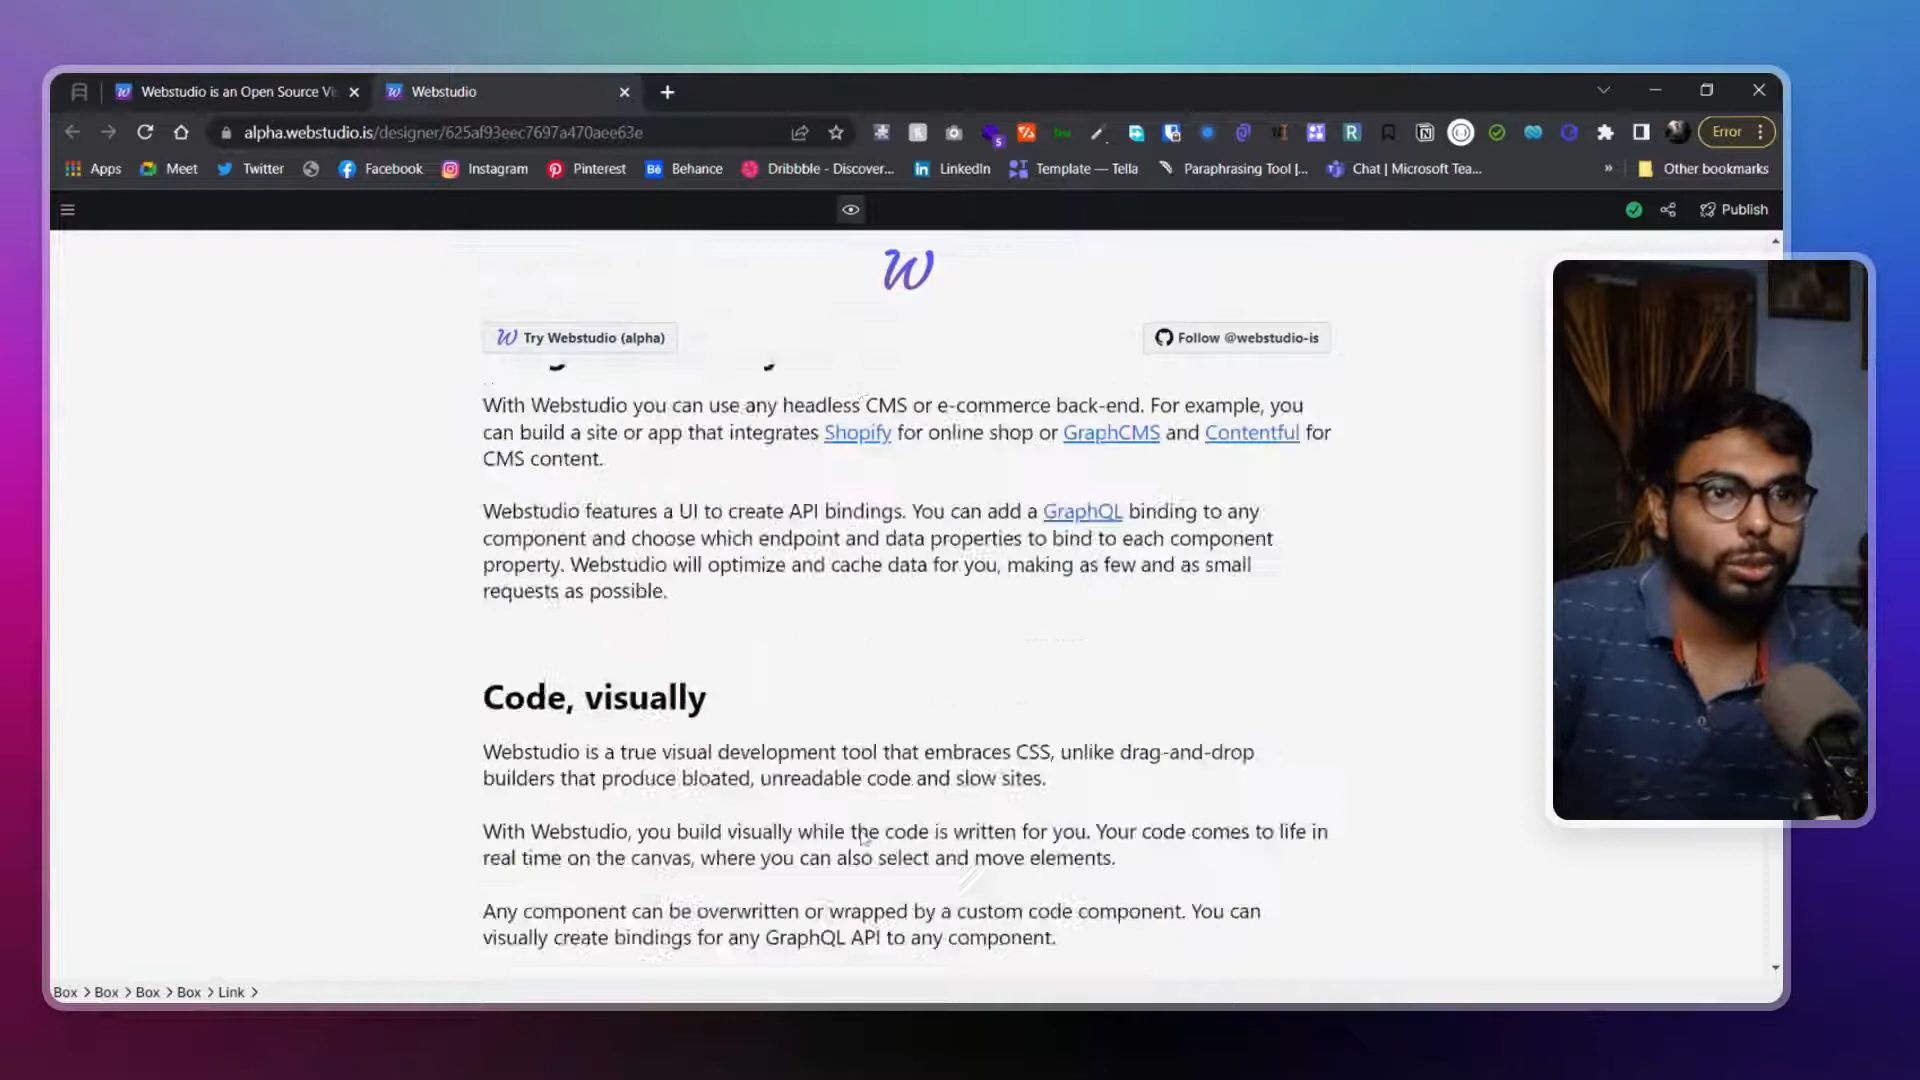 Webstudio is an Open Source Vi
Webstudio
alpha.webstudio.is/designer/625af93eec7697a470aee63e
5
R
Error
Apps
Meet
Twitter
Facebook
Instagram
Pinterest
Bē
Behance
Dribbble - Discover...
in
LinkedIn
Template — Tella
Paraphrasing Tool |...
Chat | Microsoft Tea...
»
Other bookmarks
Publish
W
Try Webstudio (alpha)
Follow @webstudio-is
With Webstudio you can use any headless CMS or e-commerce back-end. For example, you
can build a site or app that integrates Shopify for online shop or GraphCMS and Contentful for
CMS content.
Webstudio features a UI to create API bindings. You can add a GraphQL binding to any
component and choose which endpoint and data properties to bind to each component
property. Webstudio will optimize and cache data for you, making as few and as small
requests as possible.
Code, visually
Webstudio is a true visual development tool that embraces CSS, unlike drag-and-drop
builders that produce bloated, unreadable code and slow sites.
With Webstudio, you build visually while the code is written for you. Your code comes to life in
real time on the canvas, where you can also select and move elements.
Any component can be overwritten or wrapped by a custom code component. You can
visually create bindings for any GraphQL API to any component.
Box > Box > Box > Box > Link >